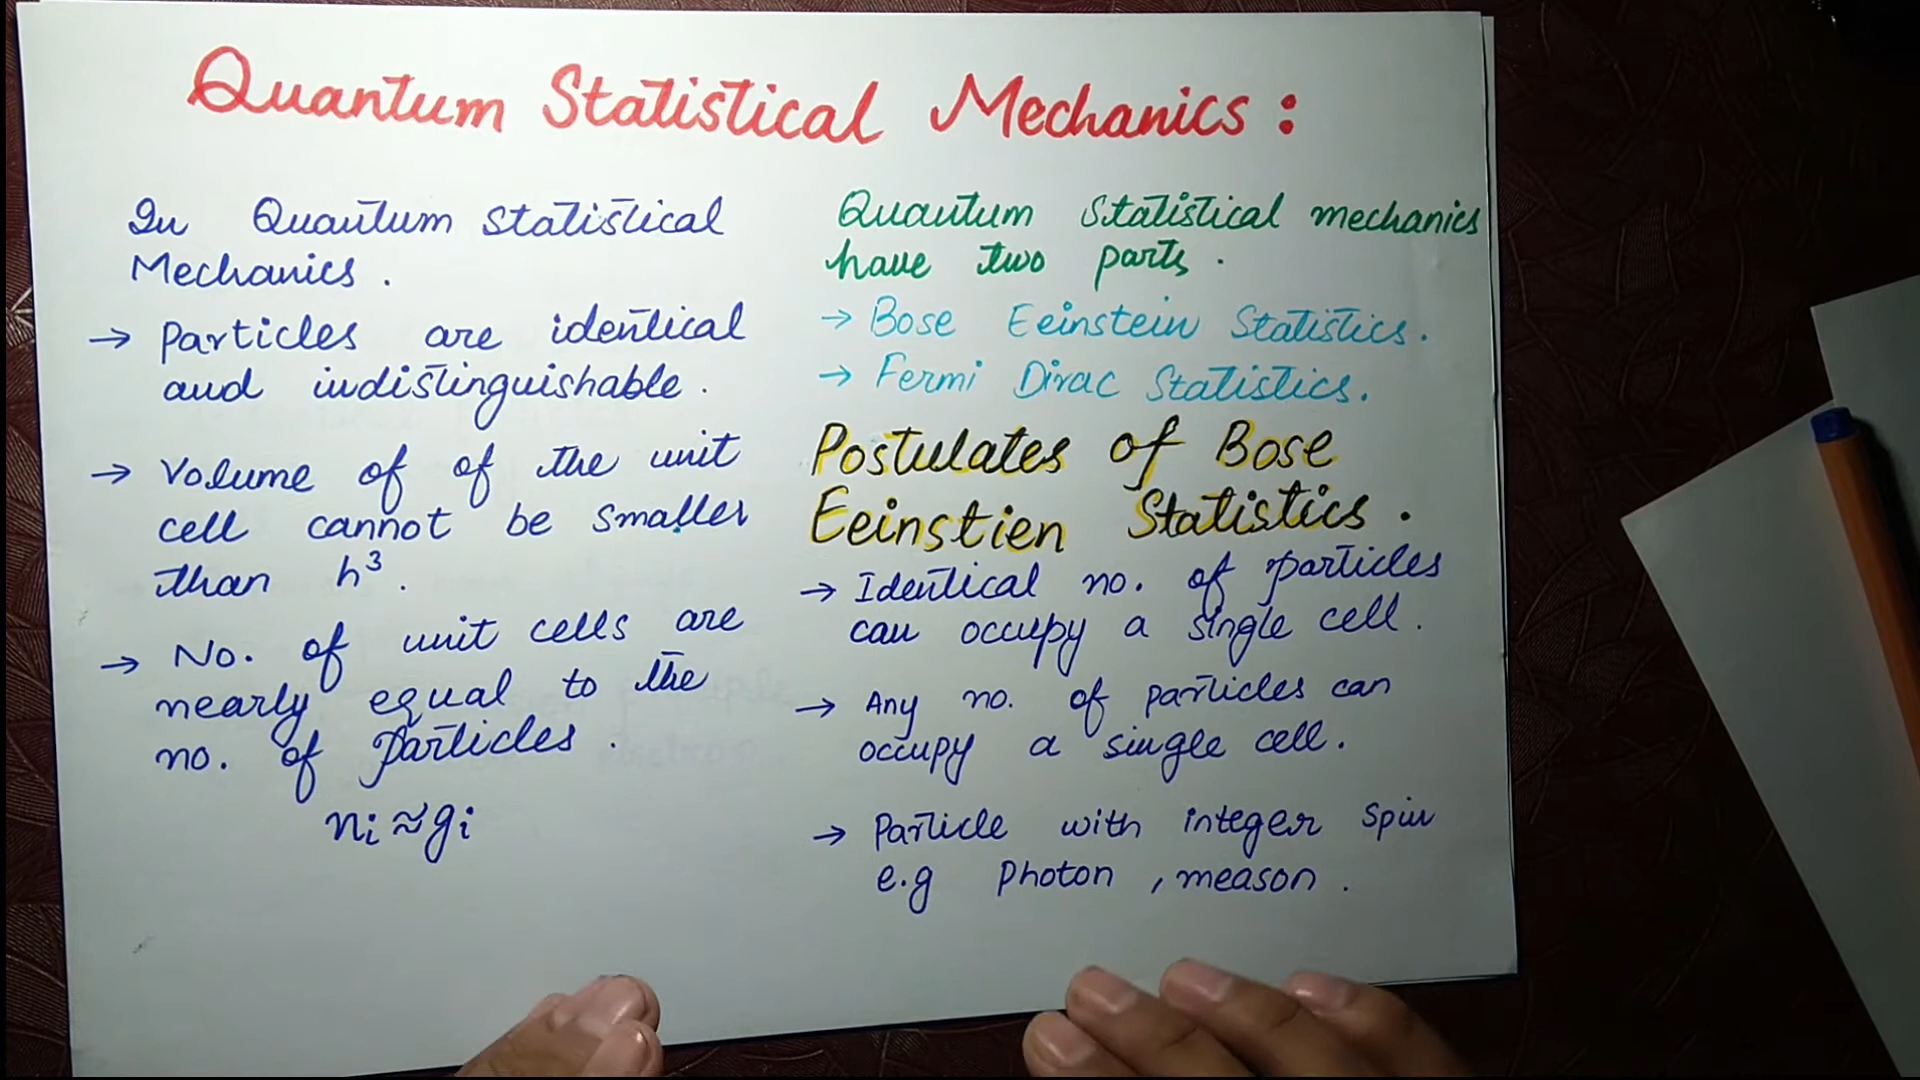 Quantum Statistical Mechanics :
In Quantum Statistical
Mechanics .
→ Particles are identical
and indistinguishable .
→ Volume of of the unit
cell cannot be smaller
than h³ .
→ No. of unit cells are
nearly equal to the
no. of particles .
ni ≈ gi
Quantum Statistical mechanics
have two parts .
→ Bose Eeinstein Statistics .
→ Fermi Dirac Statistics .
Postulates of Bose
Eeinstien Statistics .
→ Identical no. of particles
can occupy a single cell .
→ Any no. of particles can
occupy a single cell .
→ Particle with integer spin
e.g Photon , meason .